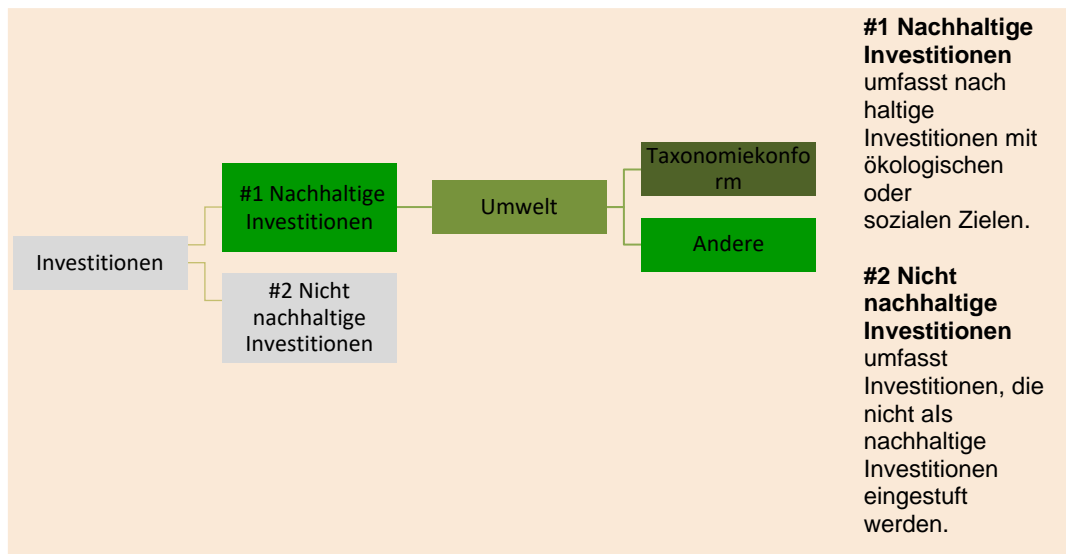 Investitionen
#1 Nachhaltige
Investitionen
#2 Nicht
nachhaltige
Investitionen
Umwelt
Taxonomiekonfo
rm
Andere
#1 Nachhaltige
Investitionen
umfasst nach
haltige
Investitionen mit
ökologischen
oder
sozialen Zielen.
#2 Nicht
nachhaltige
Investitionen
umfasst
Investitionen, die
nicht als
nachhaltige
Investitionen
eingestuft
werden.